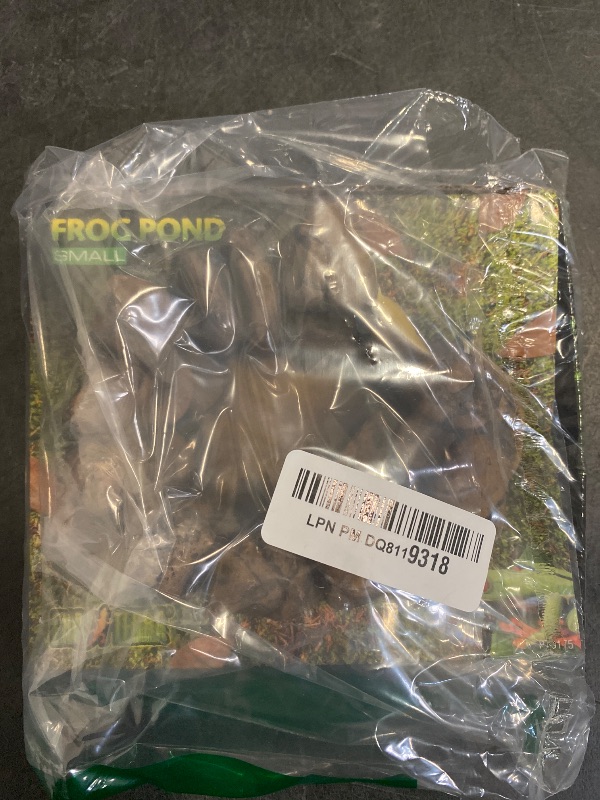 FROG POND
SMALL
LPN PM DQ8119318